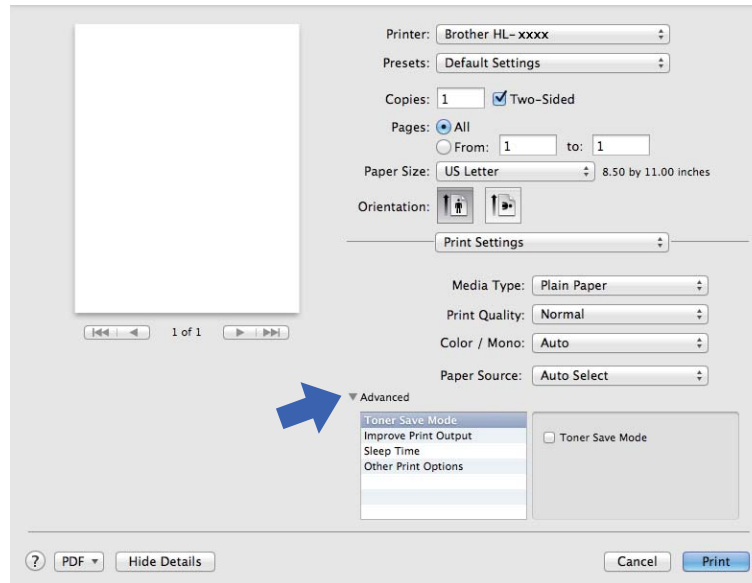 Printer: Brother HL-xxxx
Presets: Default Settings
Copies: 1 Two-Sided
Pages: All
From: 1 to: 1
Paper Size: US Letter 8.50 by 11.00 inches
Orientation:
Print Settings
Media Type: Plain Paper
Print Quality: Normal
1 of 1
Color / Mono: Auto
Paper Source: Auto Select
Advanced
Toner Save Mode
Improve Print Output
Sleep Time
Other Print Options
Toner Save Mode
? PDF Hide Details Cancel Print